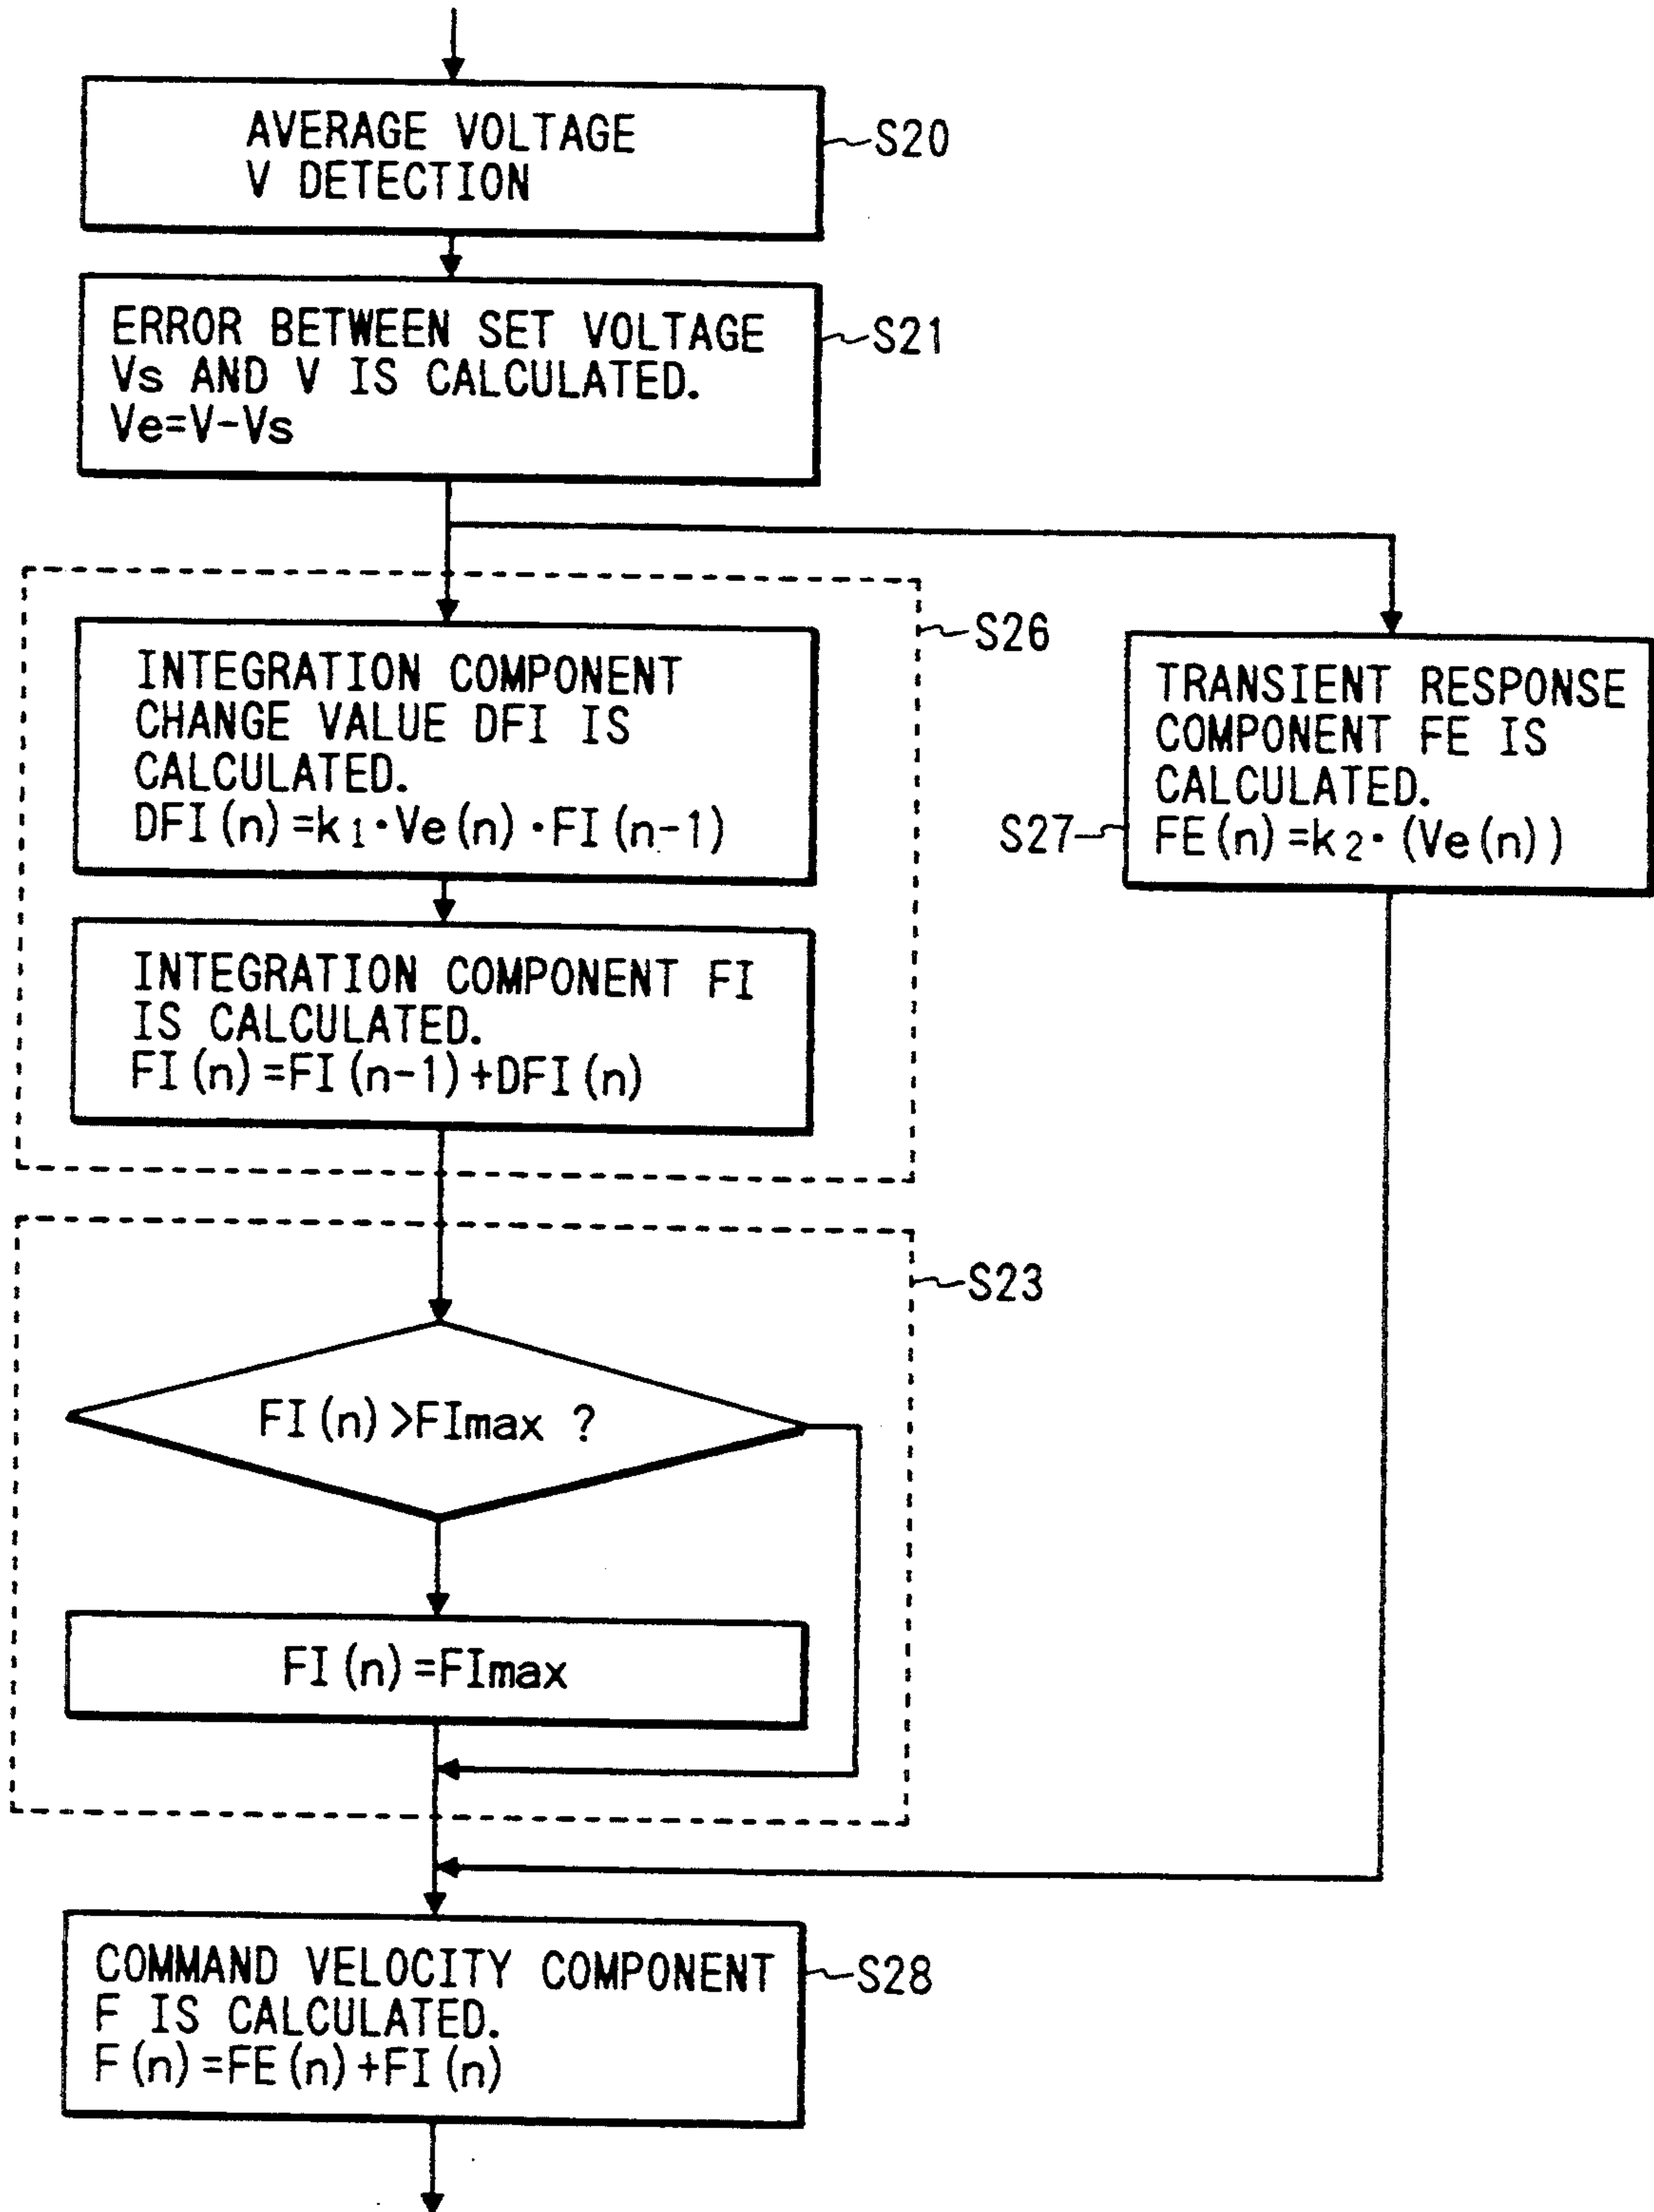 AVERAGE VOLTAGE
V DETECTION
S20
ERROR BETWEEN SET VOLTAGE
Vs AND V IS CALCULATED.
Ve=V-Vs
S21
INTEGRATION COMPONENT
CHANGE VALUE DFI IS
CALCULATED.
DFI(n)=k1·Ve(n)·FI(n-1)
S26
TRANSIENT RESPONSE
COMPONENT FE IS
CALCULATED.
FE(n)=k2·(Ve(n))
S27
INTEGRATION COMPONENT FI
IS CALCULATED.
FI(n)=FI(n-1)+DFI(n)
S23
FI(n)>FImax ?
FI(n)=FImax
COMMAND VELOCITY COMPONENT
F IS CALCULATED.
F(n)=FE(n)+FI(n)
S28